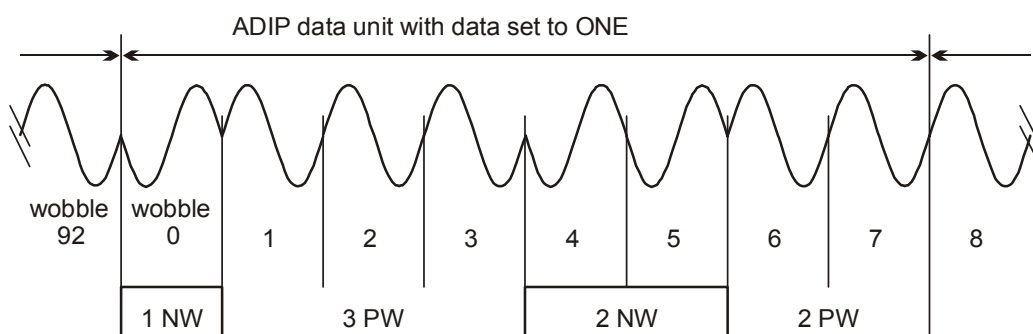 ADIP data unit with data set to ONE
wobble 92
wobble 0
1
2
3
4
5
6
7
8
1 NW
3 PW
2 NW
2 PW